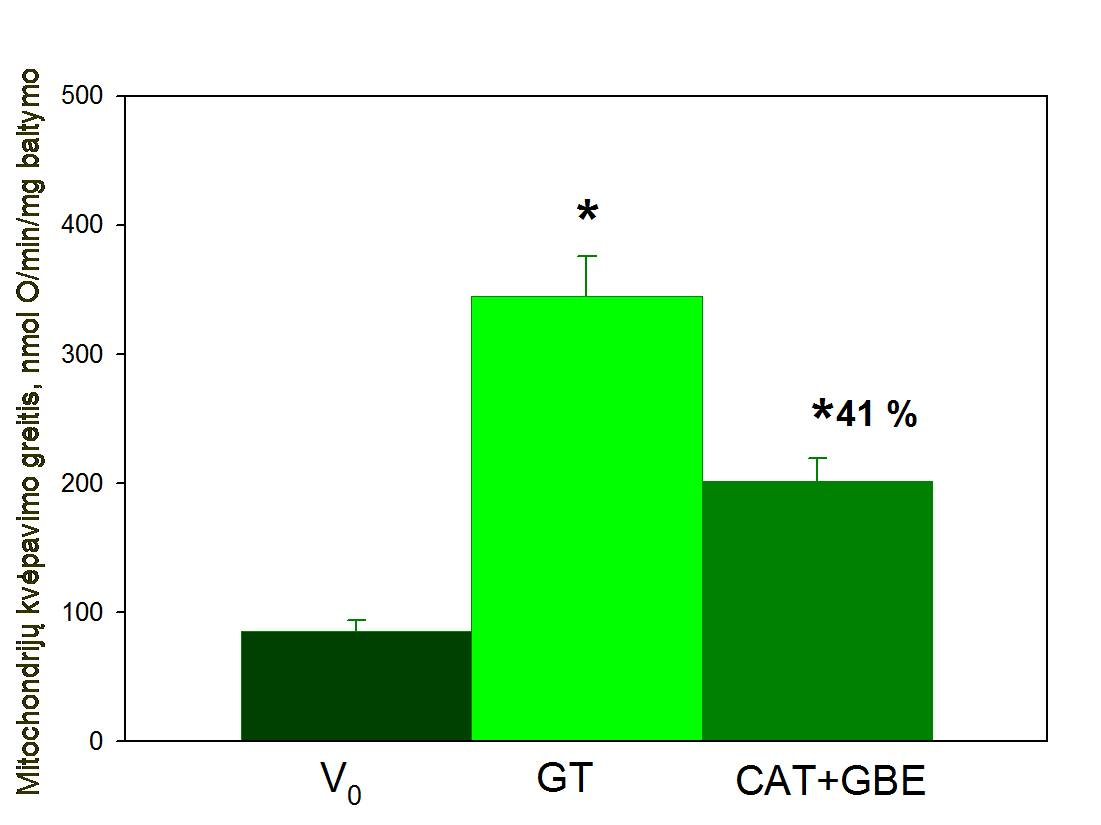 Mitochondrijų kvėpavimo greitis, nmol O/min/mg baltymo
500
400
300
200
100
0
*
*41 %
V₀
GT
CAT+GBE